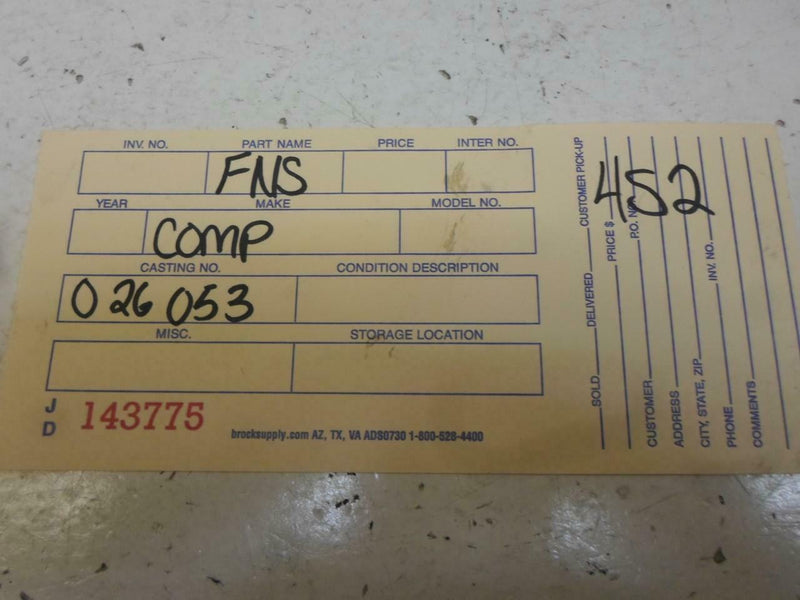 INV. NO. PART NAME PRICE INTER NO.
FNS
YEAR MAKE MODEL NO.
COMP
CASTING NO. CONDITION DESCRIPTION
026053
MISC. STORAGE LOCATION
JD 143775
brocksupply.com AZ, TX, VA ADS0730 1-800-528-4400
SOLD DELIVERED CUSTOMER PICK-UP
PRICE $
P.O. NO.
452
CUSTOMER
ADDRESS
CITY, STATE, ZIP INV. NO.
PHONE
COMMENTS